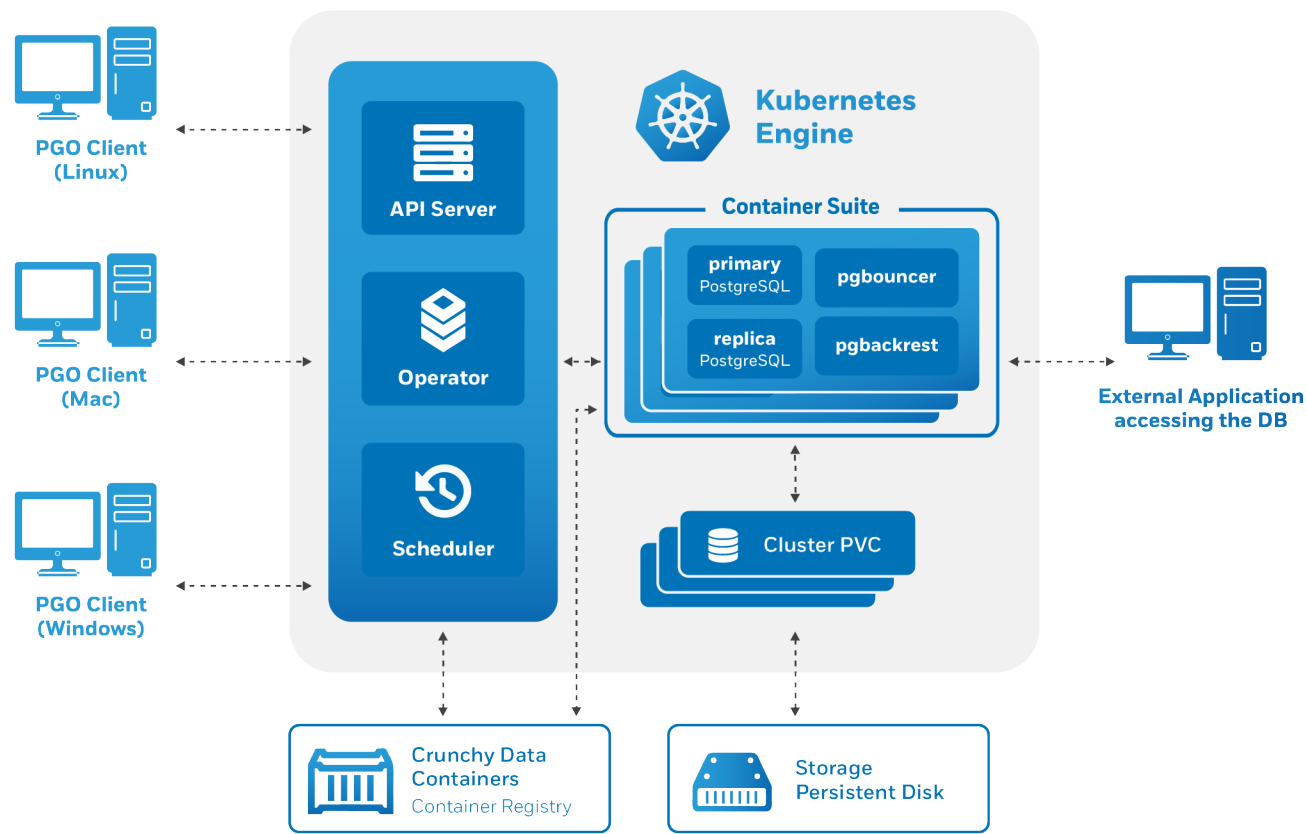 PGO Client
(Linux)
PGO Client
(Mac)
PGO Client
(Windows)
API Server
Operator
Scheduler
Kubernetes
Engine
Container Suite
primary
PostgreSQL
pgbouncer
replica
PostgreSQL
pgbackrest
Cluster PVC
External Application
accessing the DB
Crunchy Data
Containers
Container Registry
Storage
Persistent Disk